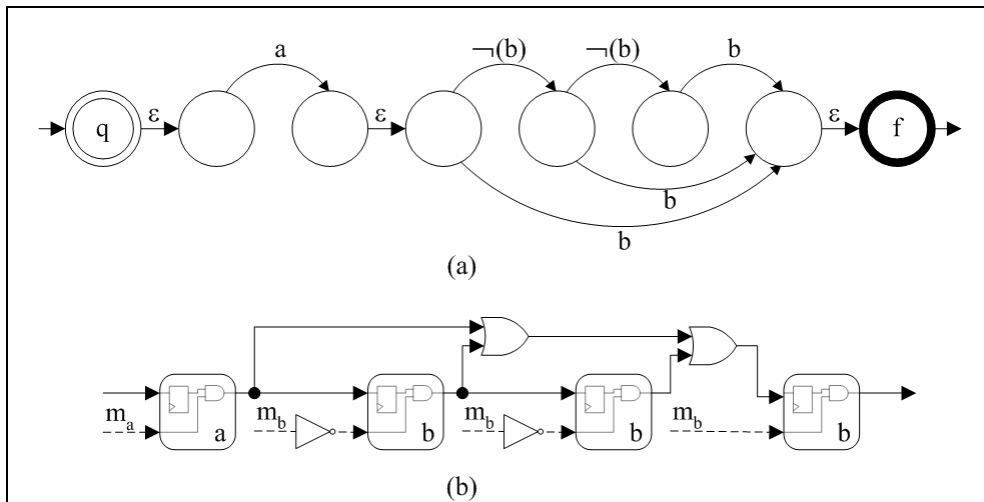 a ¬(b) ¬(b) b
q ε ε ε f
b
b
(a)
m_a a m_b b m_b b m_b b
(b)